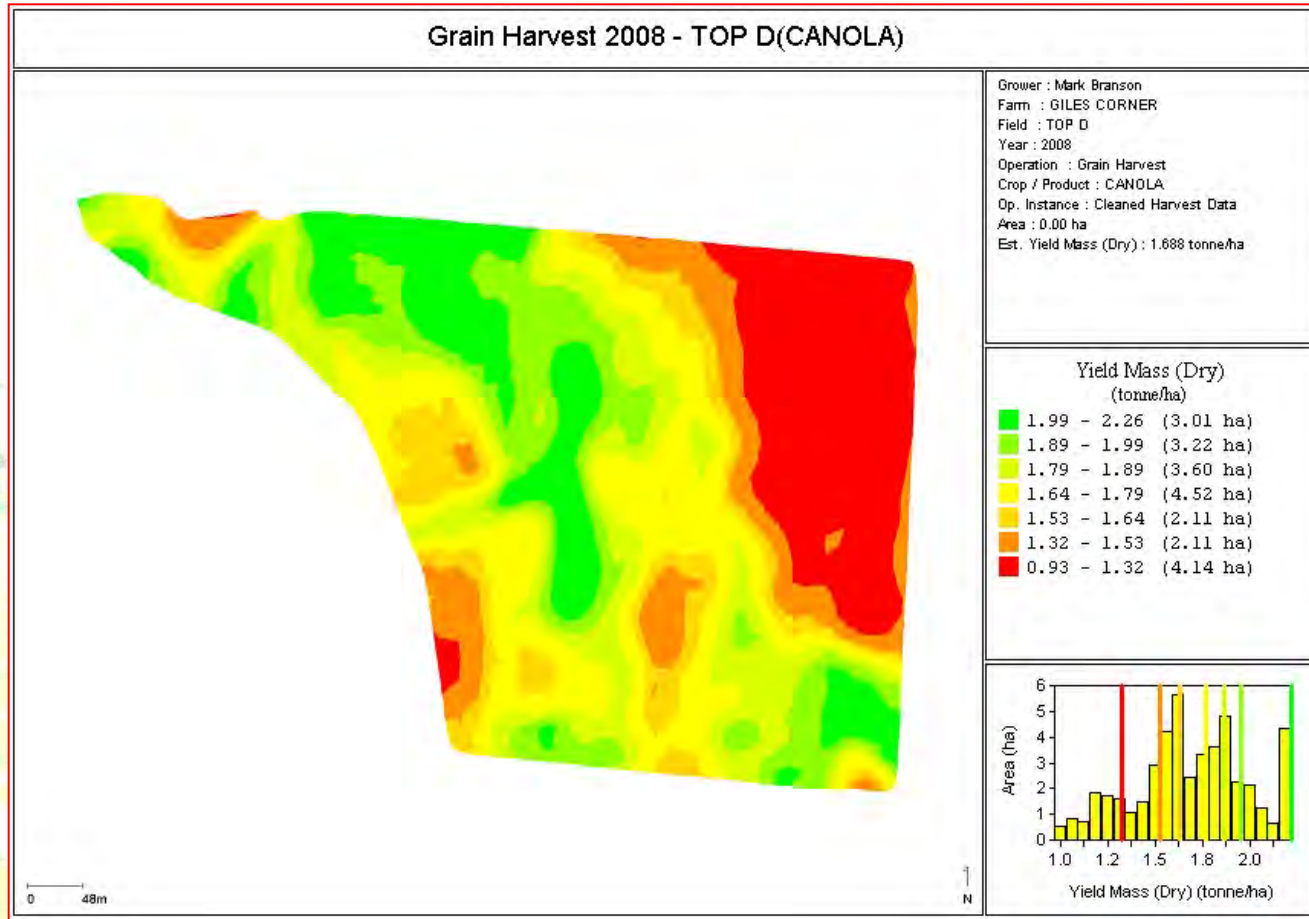 Grain Harvest 2008 - TOP D(CANOLA)
Grower : Mark Branson
Farm : GILES CORNER
Field : TOP D
Year : 2008
Operation : Grain Harvest
Crop / Product : CANOLA
Op. Instance : Cleaned Harvest Data
Area : 0.00 ha
Est. Yield Mass (Dry) : 1.688 tonne/ha
Yield Mass (Dry)
(tonne/ha)
1.99 - 2.26 (3.01 ha)
1.89 - 1.99 (3.22 ha)
1.79 - 1.89 (3.60 ha)
1.64 - 1.79 (4.52 ha)
1.53 - 1.64 (2.11 ha)
1.32 - 1.53 (2.11 ha)
0.93 - 1.32 (4.14 ha)
6
5
4
3
2
1
0
Area (ha)
1.0 1.2 1.5 1.8 2.0
Yield Mass (Dry) (tonne/ha)
0 48m
N